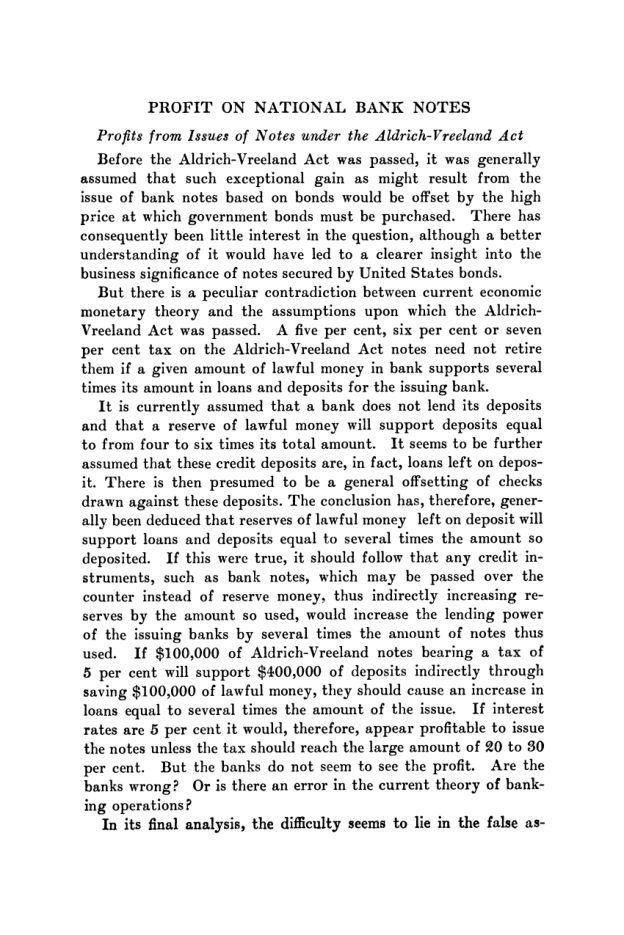 PROFIT ON NATIONAL BANK NOTES
Profits from Issues of Notes under the Aldrich-Vreeland Act
Before the Aldrich-Vreeland Act was passed, it was generally
assumed that such exceptional gain as might result from the
issue of bank notes based on bonds would be offset by the high
price at which government bonds must be purchased. There has
consequently been little interest in the question, although a better
understanding of it would have led to a clearer insight into the
business significance of notes secured by United States bonds.
But there is a peculiar contradiction between current economic
monetary theory and the assumptions upon which the Aldrich-
Vreeland Act was passed. A five per cent, six per cent or seven
per cent tax on the Aldrich-Vreeland Act notes need not retire
them if a given amount of lawful money in bank supports several
times its amount in loans and deposits for the issuing bank.
It is currently assumed that a bank does not lend its deposits
and that a reserve of lawful money will support deposits equal
to from four to six times its total amount. It seems to be further
assumed that these credit deposits are, in fact, loans left on depos-
it. There is then presumed to be a general offsetting of checks
drawn against these deposits. The conclusion has, therefore, gener-
ally been deduced that reserves of lawful money left on deposit will
support loans and deposits equal to several times the amount so
deposited. If this were true, it should follow that any credit in-
struments, such as bank notes, which may be passed over the
counter instead of reserve money, thus indirectly increasing re-
serves by the amount so used, would increase the lending power
of the issuing banks by several times the amount of notes thus
used. If $100,000 of Aldrich-Vreeland notes bearing a tax of
5 per cent will support $400,000 of deposits indirectly through
saving $100,000 of lawful money, they should cause an increase in
loans equal to several times the amount of the issue. If interest
rates are 5 per cent it would, therefore, appear profitable to issue
the notes unless the tax should reach the large amount of 20 to 30
per cent. But the banks do not seem to see the profit. Are the
banks wrong? Or is there an error in the current theory of bank-
ing operations?
In its final analysis, the difficulty seems to lie in the false as-